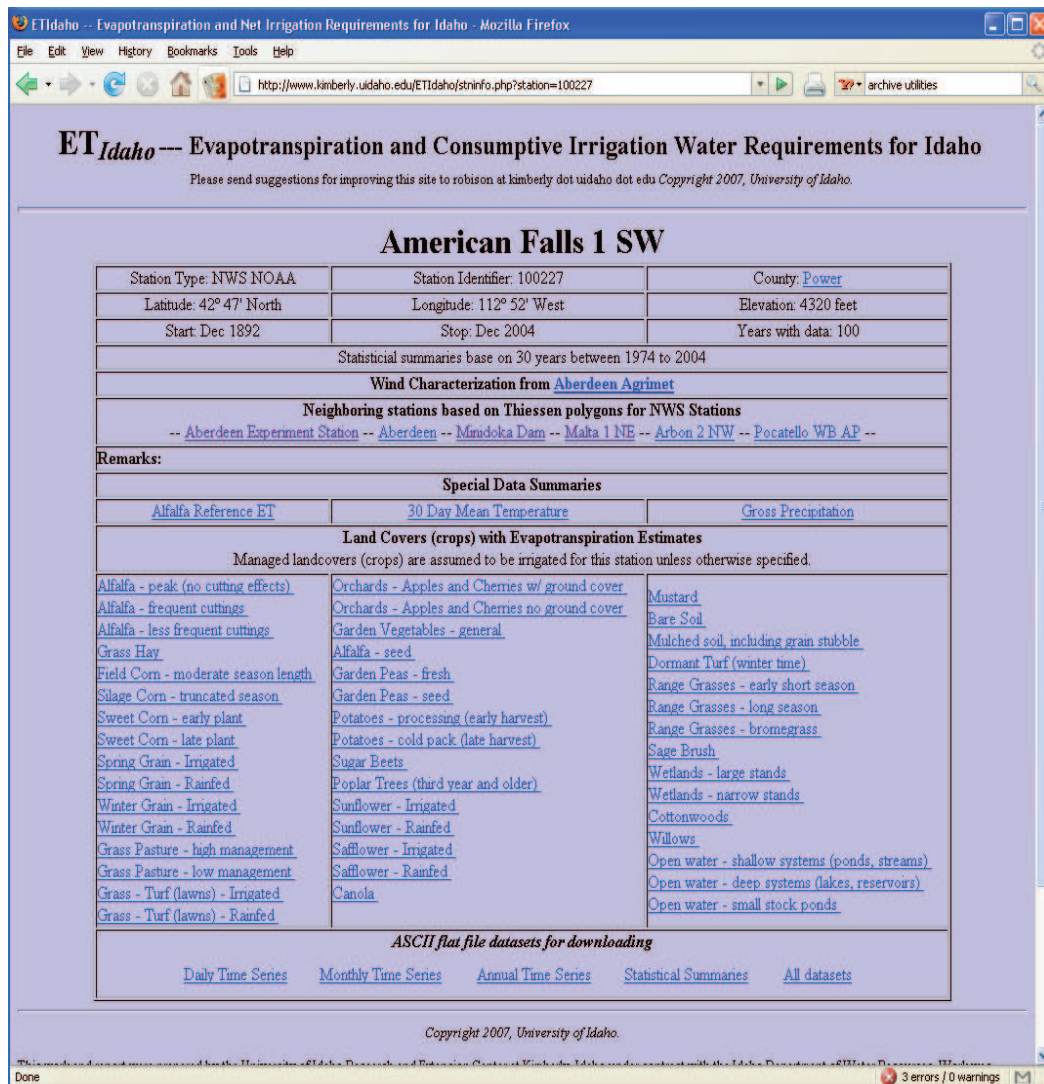 ETIdaho -- Evapotranspiration and Net Irrigation Requirements for Idaho - Mozilla Firefox
File Edit View History Bookmarks Tools Help
http://www.kimberly.uidaho.edu/ETIdaho/stninfo.php?station=100227 archive utilities
ETIdaho --- Evapotranspiration and Consumptive Irrigation Water Requirements for Idaho
Please send suggestions for improving this site to robison at kimberly dot uidaho dot edu Copyright 2007, University of Idaho.
American Falls 1 SW
Station Type: NWS NOAA Station Identifier: 100227 County: Power
Latitude: 42º 47' North Longitude: 112º 52' West Elevation: 4320 feet
Start: Dec 1892 Stop: Dec 2004 Years with data: 100
Statisticial summaries base on 30 years between 1974 to 2004
Wind Characterization from Aberdeen Agrimet
Neighboring stations based on Thiessen polygons for NWS Stations
-- Aberdeen Experiment Station -- Aberdeen -- Minidoka Dam -- Malta 1 NE -- Arbon 2 NW -- Pocatello WB AP --
Remarks:
Special Data Summaries
Alfalfa Reference ET 30 Day Mean Temperature Gross Precipitation
Land Covers (crops) with Evapotranspiration Estimates
Managed landcovers (crops) are assumed to be irrigated for this station unless otherwise specified.
Alfalfa - peak (no cutting effects)
Alfalfa - frequent cuttings
Alfalfa - less frequent cuttings
Grass Hay
Field Corn - moderate season length
Silage Corn - truncated season
Sweet Corn - early plant
Sweet Corn - late plant
Spring Grain - Irrigated
Spring Grain - Rainfed
Winter Grain - Irrigated
Winter Grain - Rainfed
Grass Pasture - high management
Grass Pasture - low management
Grass - Turf (lawns) - Irrigated
Grass - Turf (lawns) - Rainfed
Orchards - Apples and Cherries w/ ground cover
Orchards - Apples and Cherries no ground cover
Garden Vegetables - general
Alfalfa - seed
Garden Peas - fresh
Garden Peas - seed
Potatoes - processing (early harvest)
Potatoes - cold pack (late harvest)
Sugar Beets
Poplar Trees (third year and older)
Sunflower - Irrigated
Sunflower - Rainfed
Safflower - Irrigated
Safflower - Rainfed
Canola
Mustard
Bare Soil
Mulched soil, including grain stubble
Dormant Turf (winter time)
Range Grasses - early short season
Range Grasses - long season
Range Grasses - bromegrass
Sage Brush
Wetlands - large stands
Wetlands - narrow stands
Cottonwoods
Willows
Open water - shallow systems (ponds, streams)
Open water - deep systems (lakes, reservoirs)
Open water - small stock ponds
ASCII flat file datasets for downloading
Daily Time Series Monthly Time Series Annual Time Series Statistical Summaries All datasets
Copyright 2007, University of Idaho.
Done 3 errors / 0 warnings